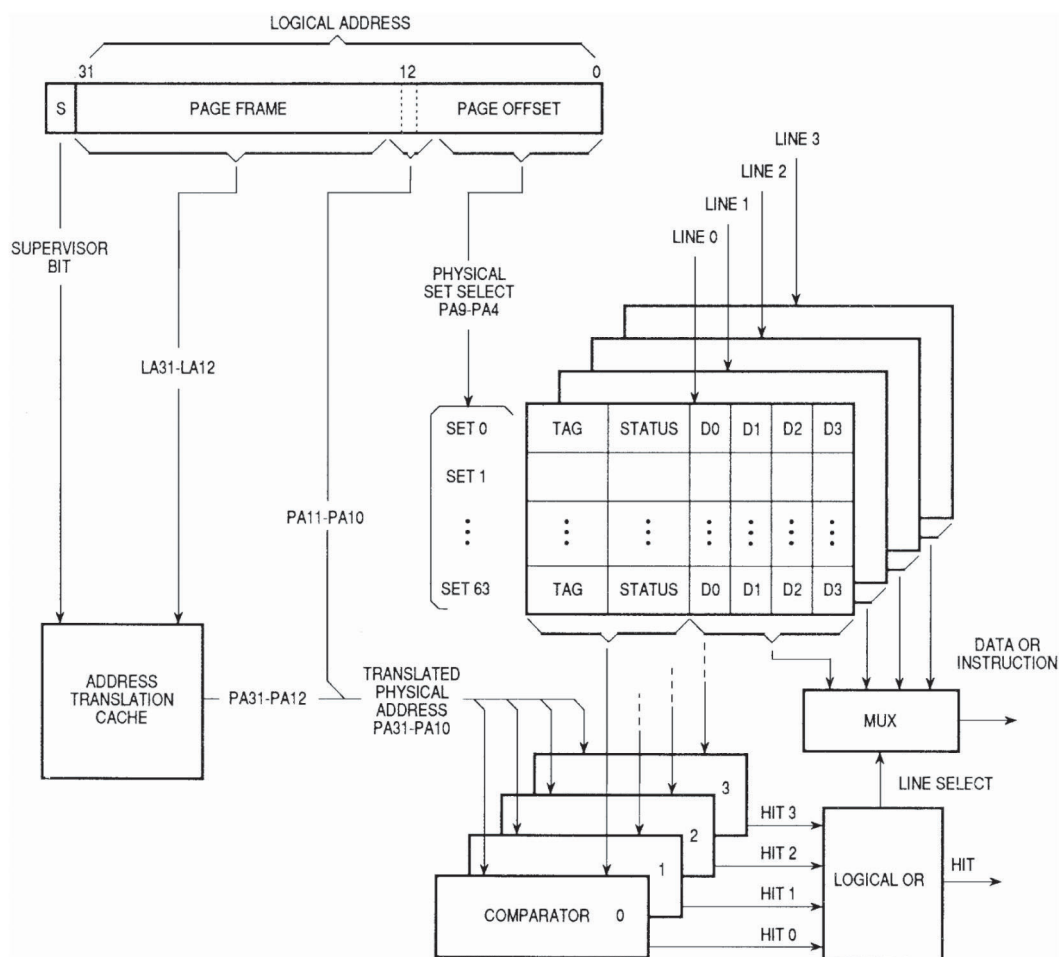 LOGICAL ADDRESS
31 12 0
S PAGE FRAME PAGE OFFSET
LINE 3
LINE 2
LINE 1
LINE 0
SUPERVISOR
BIT
PHYSICAL
SET SELECT
PA9-PA4
LA31-LA12
SET 0 TAG STATUS D0 D1 D2 D3
SET 1
PA11-PA10
SET 63 TAG STATUS D0 D1 D2 D3
ADDRESS
TRANSLATION
CACHE
PA31-PA12
TRANSLATED
PHYSICAL
ADDRESS
PA31-PA10
DATA OR
INSTRUCTION
MUX
LINE SELECT
3
2
1
COMPARATOR 0
HIT 3
HIT 2
HIT 1
HIT 0
LOGICAL OR
HIT